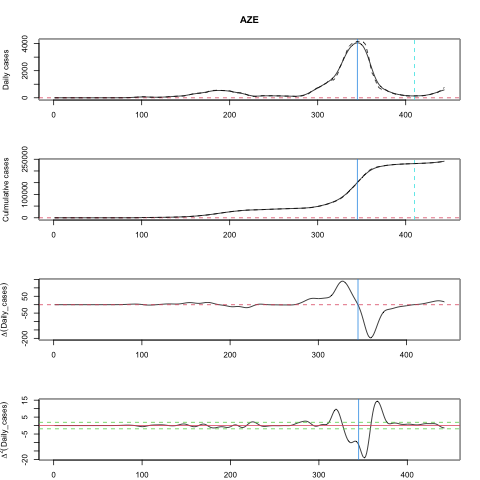 AZE
Daily cases
0 2000 4000
0 100 200 300 400
Culmulative cases
0 100000 250000
0 100 200 300 400
Δ(Daily_cases)
-200 -50 50
0 100 200 300 400
Δ²(Daily_cases)
-20 -5 5 15
0 100 200 300 400